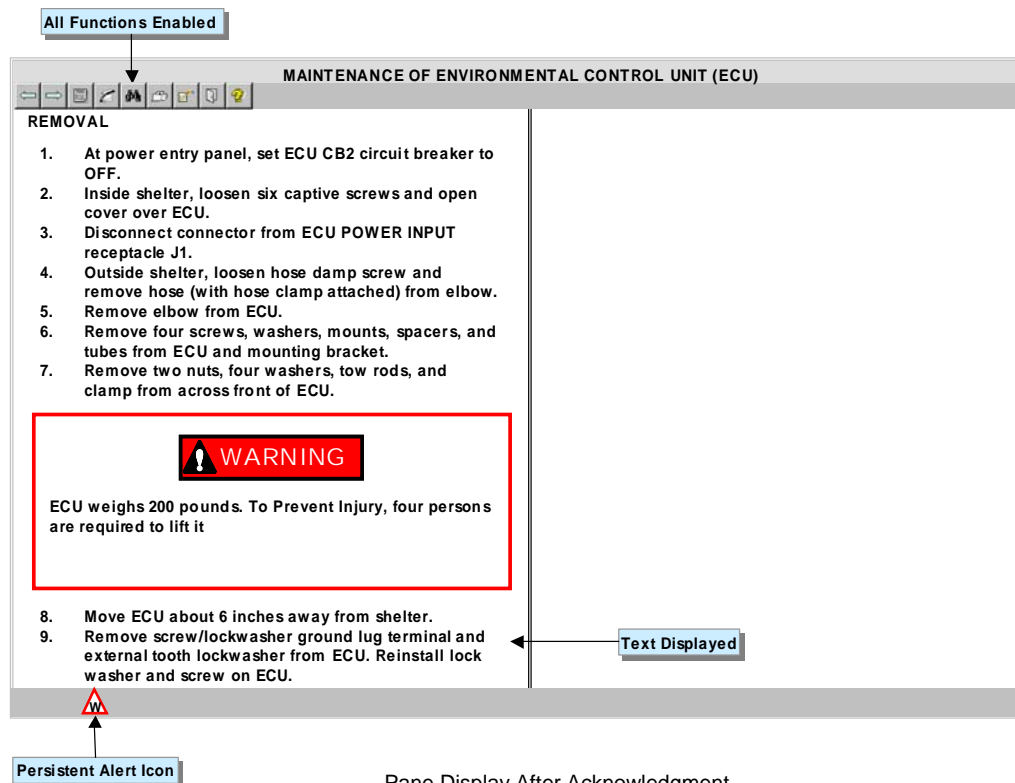 All Functions Enabled
MAINTENANCE OF ENVIRONMENTAL CONTROL UNIT (ECU)
REMOVAL
1. At power entry panel, set ECU CB2 circuit breaker to
OFF.
2. Inside shelter, loosen six captive screws and open
cover over ECU.
3. Disconnect connector from ECU POWER INPUT
receptacle J1.
4. Outside shelter, loosen hose damp screw and
remove hose (with hose clamp attached) from elbow.
5. Remove elbow from ECU.
6. Remove four screws, washers, mounts, spacers, and
tubes from ECU and mounting bracket.
7. Remove two nuts, four washers, tow rods, and
clamp from across front of ECU.
WARNING
ECU weighs 200 pounds. To Prevent Injury, four persons
are required to lift it
8. Move ECU about 6 inches away from shelter.
9. Remove screw/lockwasher ground lug terminal and
external tooth lockwasher from ECU. Reinstall lock
washer and screw on ECU.
Text Displayed
W
Persistent Alert Icon
Pane Display After Acknowledgment